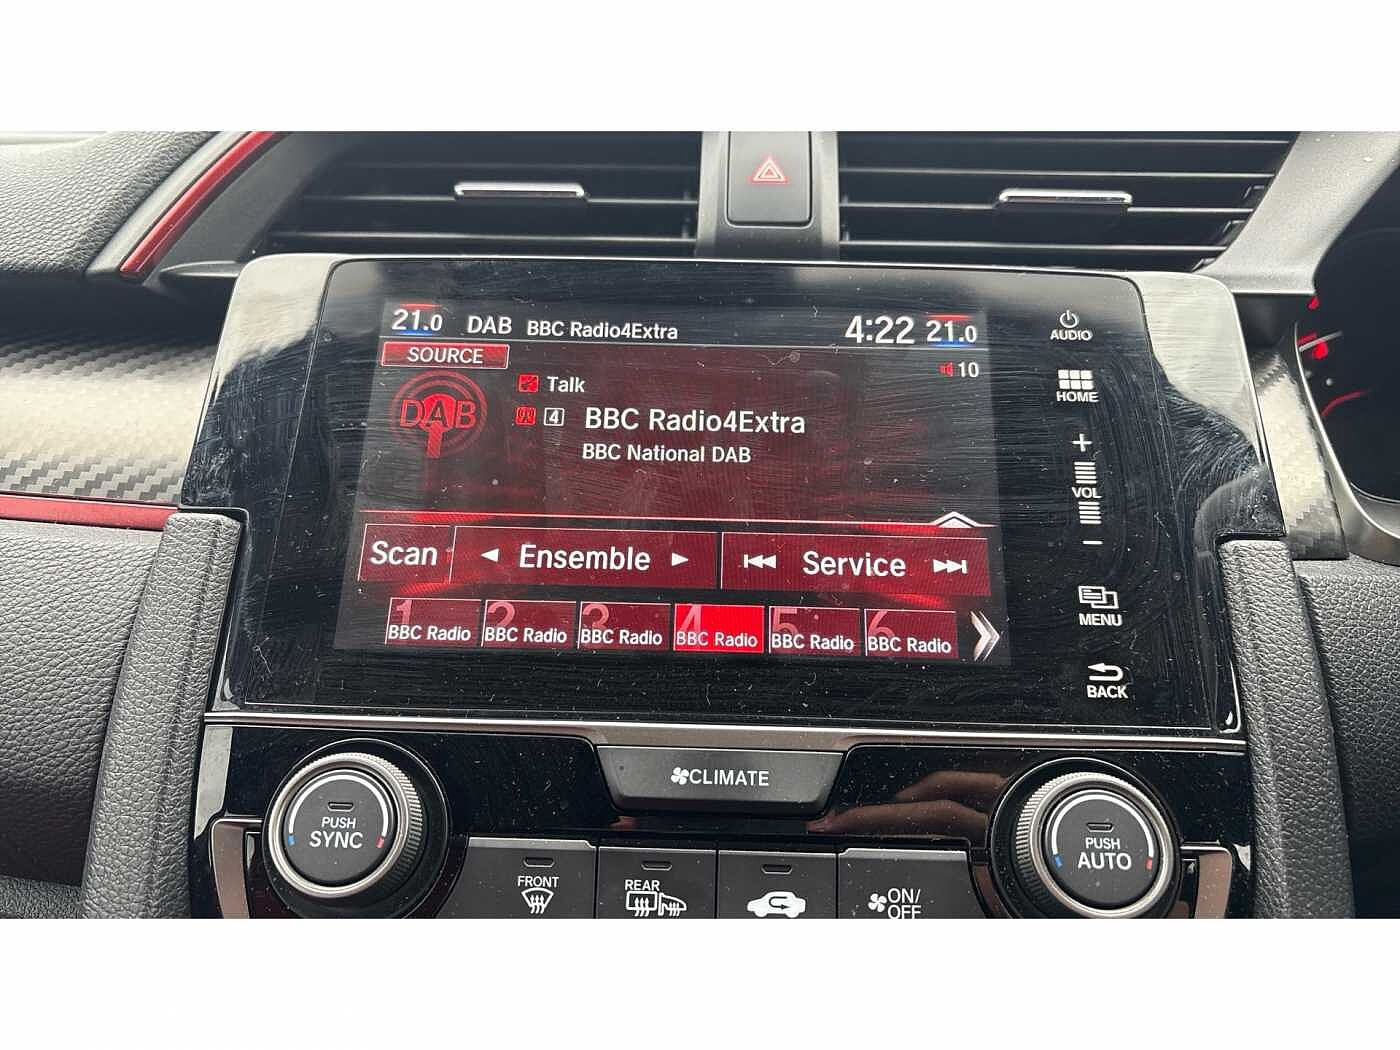 21.0 DAB BBC Radio4Extra 4:22 21.0
AUDIO
SOURCE
10
DAB
Talk
HOME
4 BBC Radio4Extra
BBC National DAB
+
VOL
−
Scan ◄ Ensemble ► Service
1 BBC Radio
2 BBC Radio
3 BBC Radio
4 BBC Radio
5 BBC Radio
6 BBC Radio
MENU
BACK
CLIMATE
PUSH
SYNC
PUSH
AUTO
FRONT
REAR
ON/
OFF